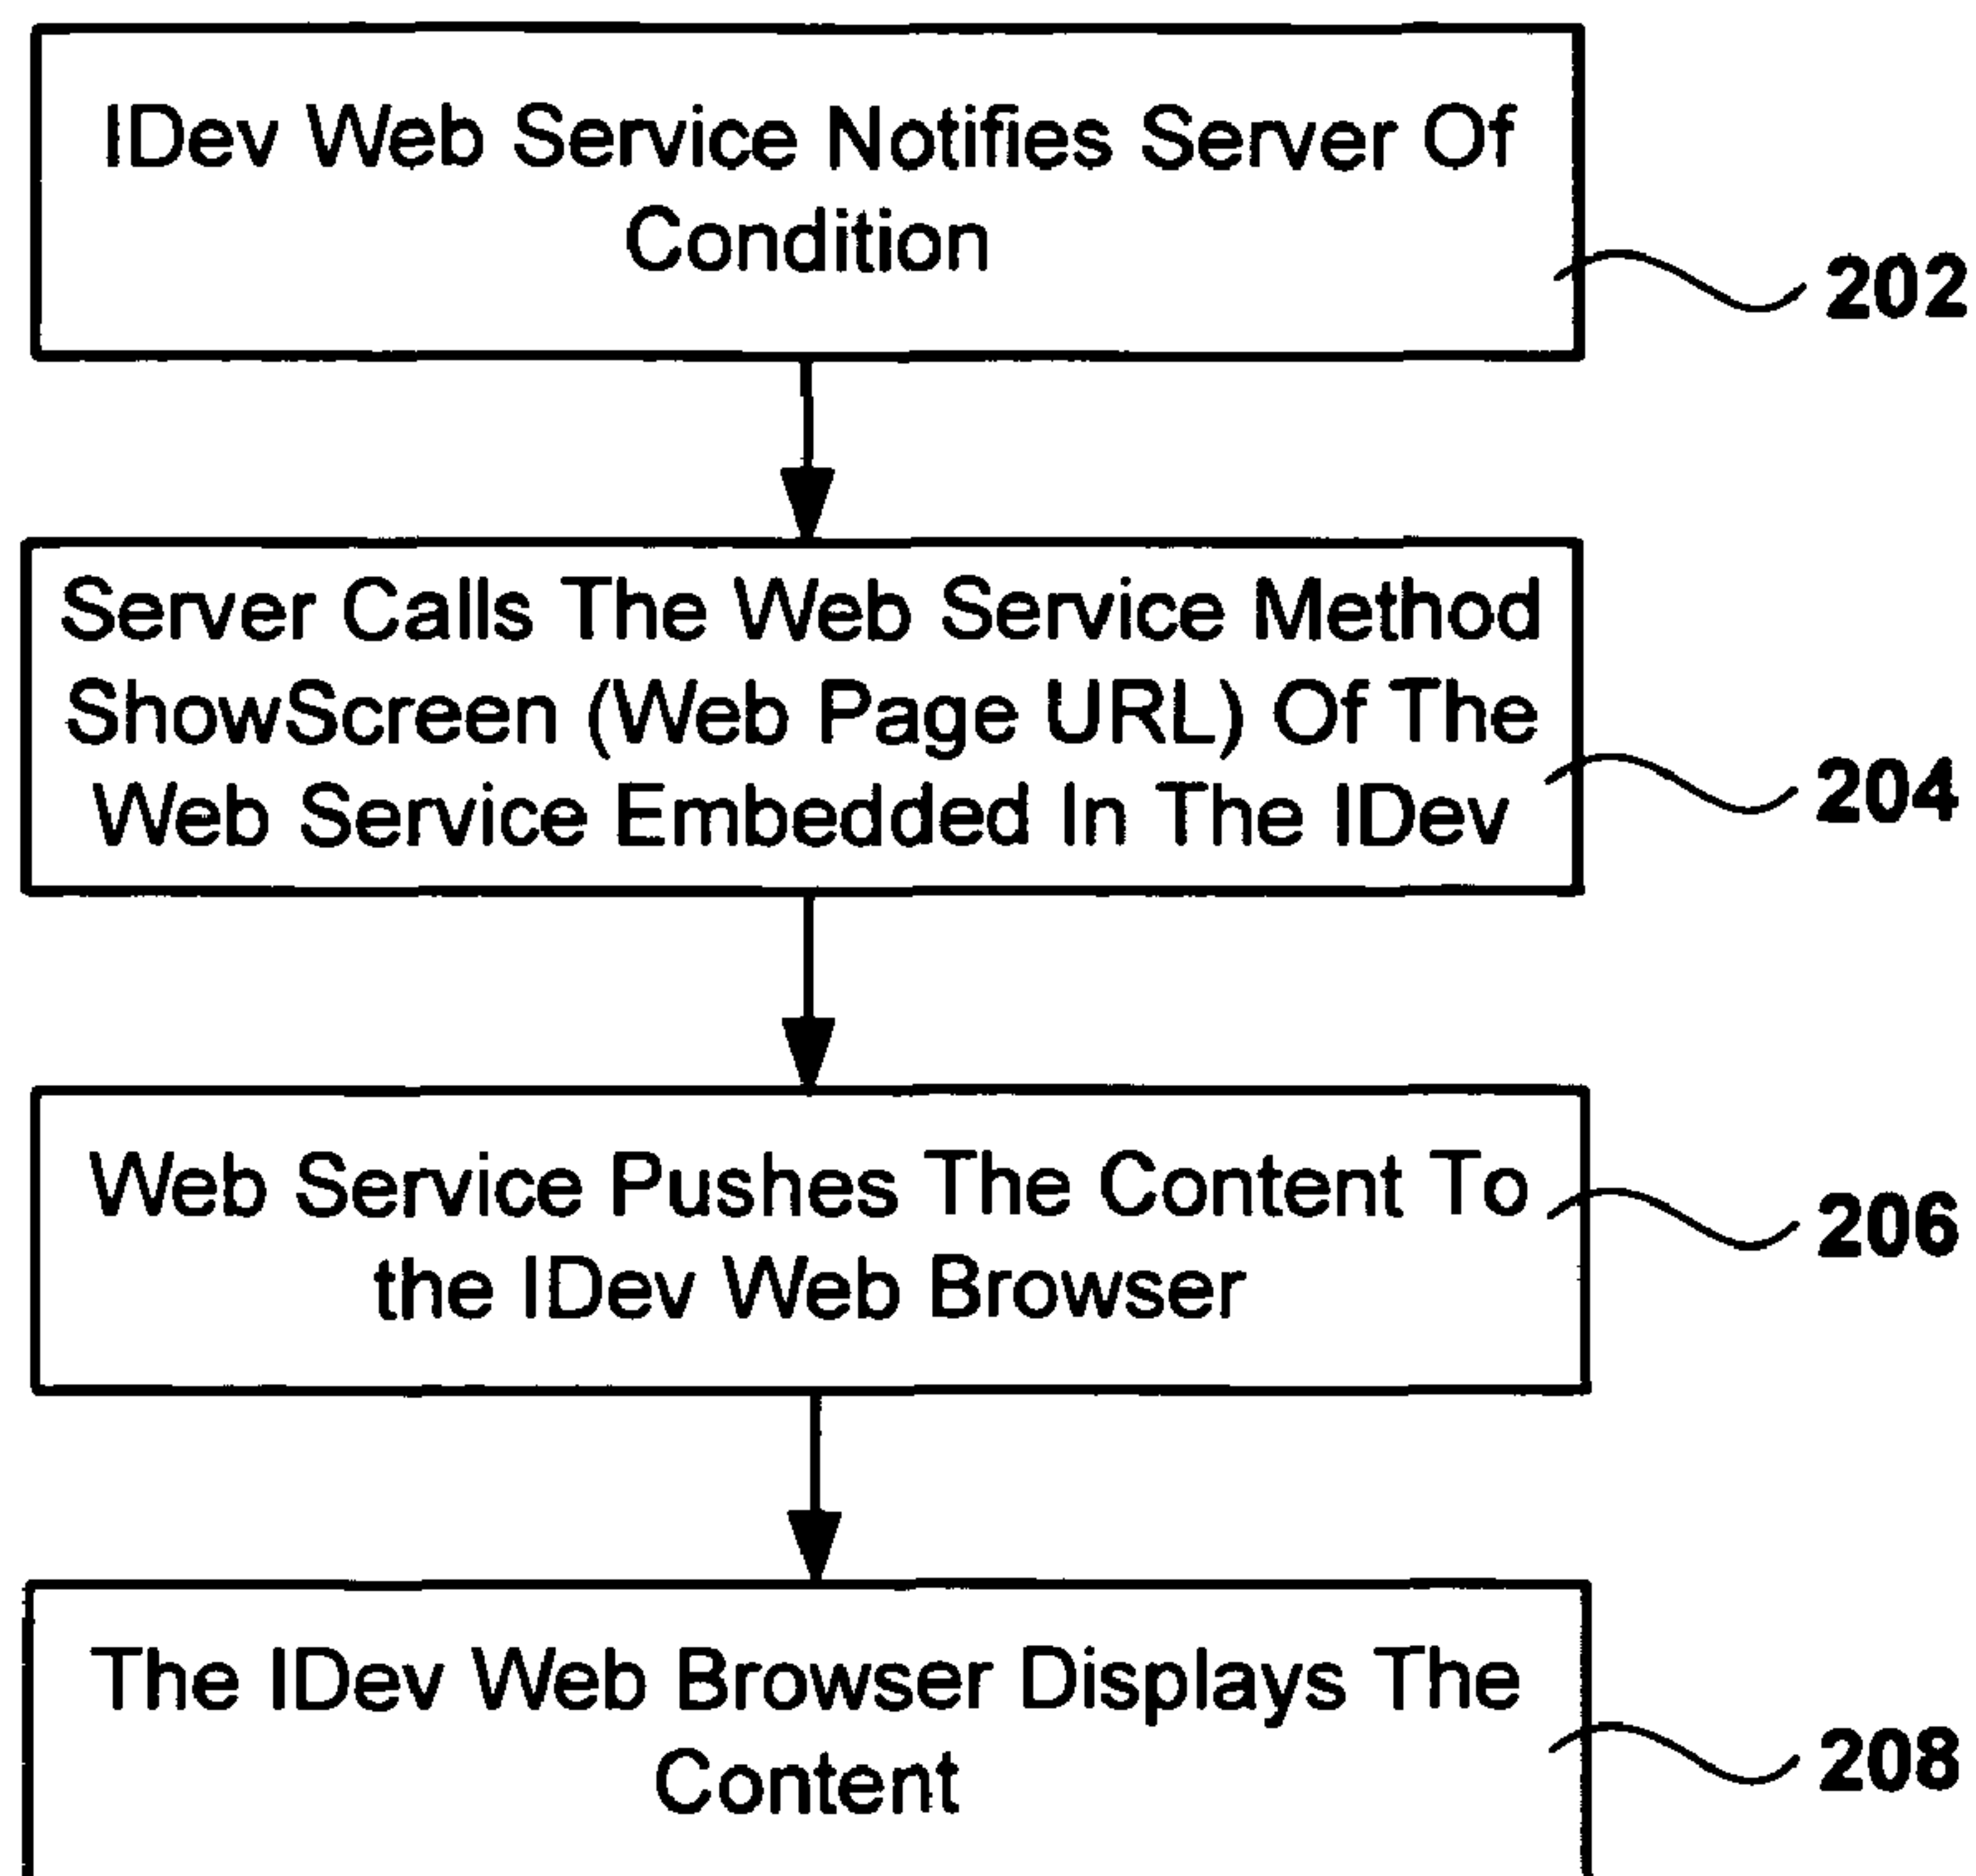 IDev Web Service Notifies Server Of
Condition
202
Server Calls The Web Service Method
ShowScreen (Web Page URL) Of The
Web Service Embedded In The IDev
204
Web Service Pushes The Content To
the IDev Web Browser
206
The IDev Web Browser Displays The
Content
208